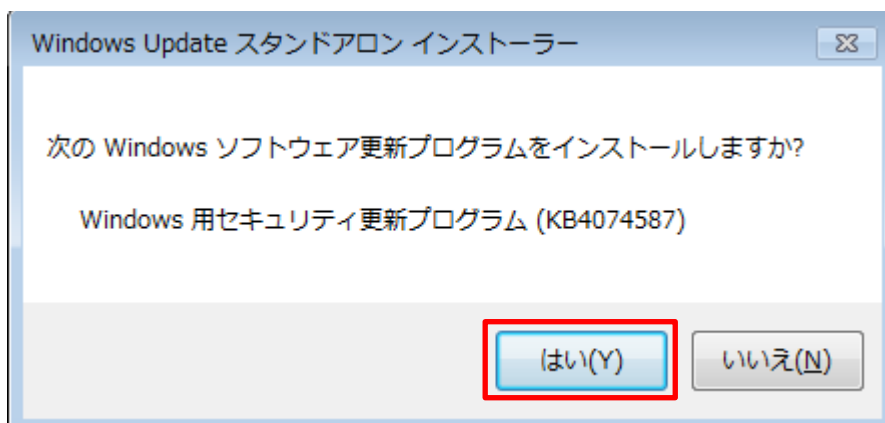 Windows Update スタンドアロン インストーラー
次の Windows ソフトウェア更新プログラムをインストールしますか?
Windows 用セキュリティ更新プログラム (KB4074587)
はい(Y)
いいえ(N)